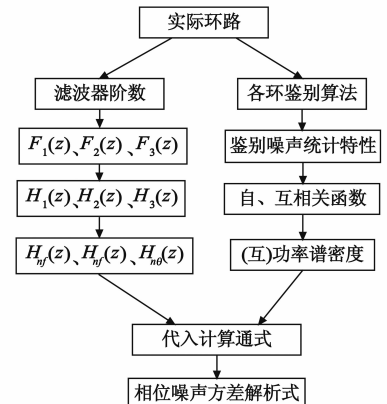 实际环路
滤波器阶数
各环鉴别算法
F₁(z)、F₂(z)、F₃(z)
鉴别噪声统计特性
H₁(z)、H₂(z)、H₃(z)
自、互相关函数
Hnf(z)、Hnf(z)、Hnθ(z)
(互)功率谱密度
代入计算通式
相位噪声方差解析式